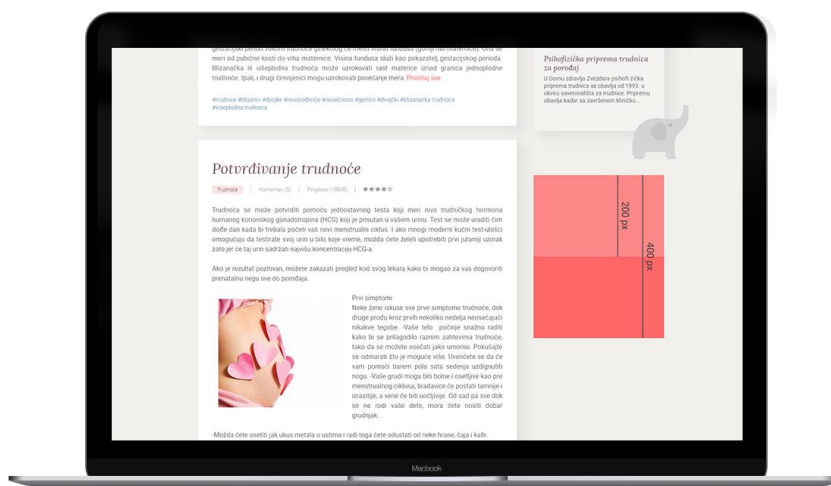 gestacijski period tokom trudnoće ginekolog će meriti visinu fundusa (gornji rub maternice). Ona se
meri od pubične kosti do vrha maternice. Visina fundusa služi kao pokazatelj gestacijskog perioda.
Blizanačka ili višeplodna trudnoća može uzrokovati rast materice iznad granica jednoplodne
trudnoće. Ipak, i drugi činnjenici mogu uzrokovati povećanje mera. Pročitaj sve
#trudnice #blizanci #dvojke #novorođenče #nosečnosti #gemini #dvojčki #blizanacka trudnoca
#viseplodna trudnoca
Potvrđivanje trudnoće
Trudnoća | Komentari (5) | Pregleda (19848) |
Trudnoća se može potvrditi pomoću jednostavnog testa koji meri nivo trudničkog hormona
humanog korionskog gonadotropina (HCG) koji je prisutan u vašem urinu. Test se može uraditi čim
dođe dan kada bi trebala početi vaš novi menstrualni ciklus. I ako mnogi moderni kućni test-ulošci
omogućuju da testirate svoj urin u bilo koje vreme, možda ćete želeti upotrebiti prvi jutarnji uzorak
zato jer će taj urin sadržati najvišu koncentraciju HCG-a.
Ako je rezultat pozitivan, možete zakazati pregled kod svog lekara kako bi mogao za vas dogovoriti
prenatalnu negu sve do porođaja.
Prvi simptomi
Neke žene iskuse sve prve simptome trudnoće, dok
druge prođu kroz prvih nekoliko nedelja neosećajući
nikakve tegobe. -Vaše telo počinje snažno raditi
kako bi se prilagodilo raznim zahtevima trudnoće,
tako da se možete osećati jako umorno. Pokušajte
se odmarati što je moguće više. Uverićete se da će
vam pomoći barem pola sata sedenja uzdignutih
nogu. -Vaše grudi mogu biti bolne i osetljive kao pre
menstrualnog ciklusa, bradavice će postati tamnije i
izrazitije, a vene će biti uočljivije. Od sad pa sve dok
se ne rodi vaše dete, mora ćete nositi dobar
grudnjak..
-Možda ćete osetiti jak ukus metala u ustima i radi toga ćete odustati od neke hrane, čaja i kafe.
Psihofizička priprema trudnica
za porođaj
U Domu zdravlja Zvezdara psihofi zička
priprema trudnica se obavlja od 1993. u
okviru savetovališta za trudnice. Pripremu
obavlja kadar sa završenom kliničko...
200 px
400 px
Macbook